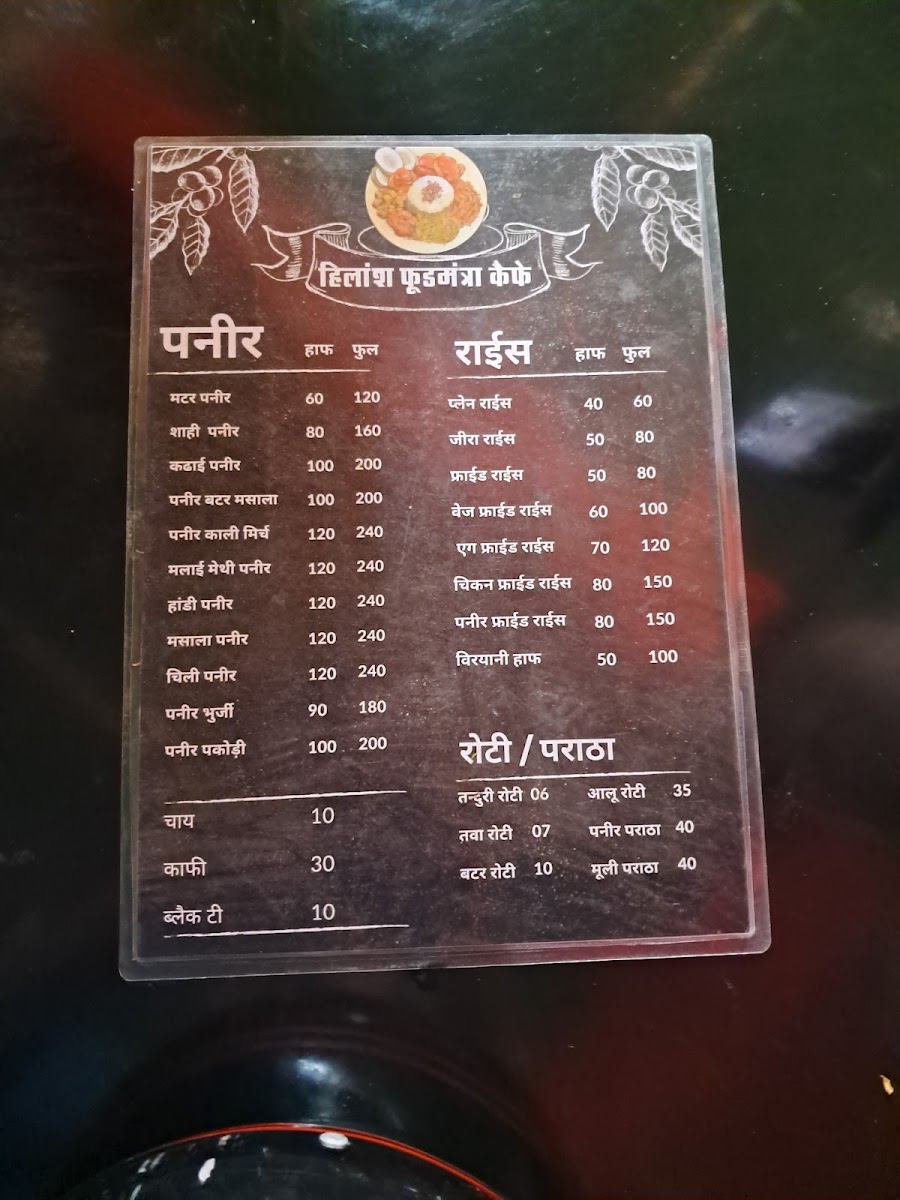 हिलांश फूडमंत्रा कैफे
पनीर हाफ फुल
मटर पनीर 60 120
शाही पनीर 80 160
कढाई पनीर 100 200
पनीर बटर मसाला 100 200
पनीर काली मिर्च 120 240
मलाई मेथी पनीर 120 240
हांडी पनीर 120 240
मसाला पनीर 120 240
चिली पनीर 120 240
पनीर भुर्जी 90 180
पनीर पकोड़ी 100 200
चाय 10
काफी 30
ब्लैक टी 10
राईस हाफ फुल
प्लेन राईस 40 60
जीरा राईस 50 80
फ्राईड राईस 50 80
वेज फ्राईड राईस 60 100
एग फ्राईड राईस 70 120
चिकन फ्राईड राईस 80 150
पनीर फ्राईड राईस 80 150
विरयानी हाफ 50 100
रोटी / पराठा
तन्दुरी रोटी 06 आलू रोटी 35
तवा रोटी 07 पनीर पराठा 40
बटर रोटी 10 मूली पराठा 40